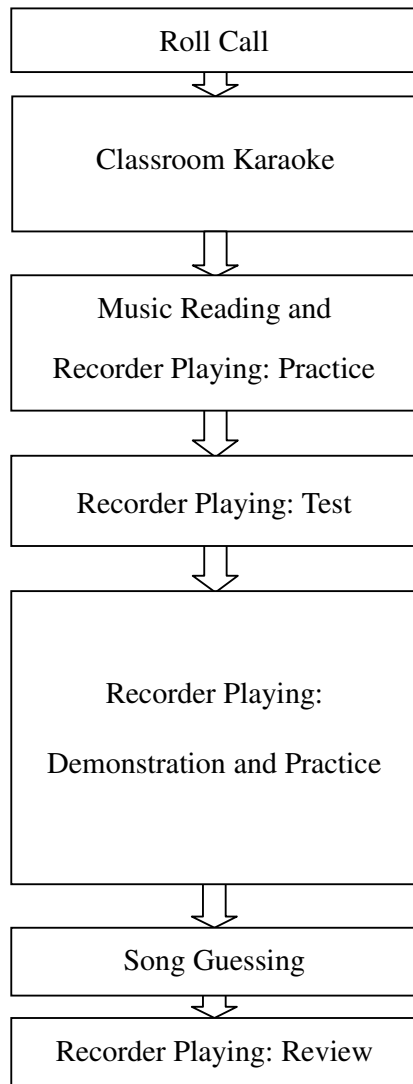 Roll Call
Classroom Karaoke
Music Reading and
Recorder Playing: Practice
Recorder Playing: Test
Recorder Playing:
Demonstration and Practice
Song Guessing
Recorder Playing: Review